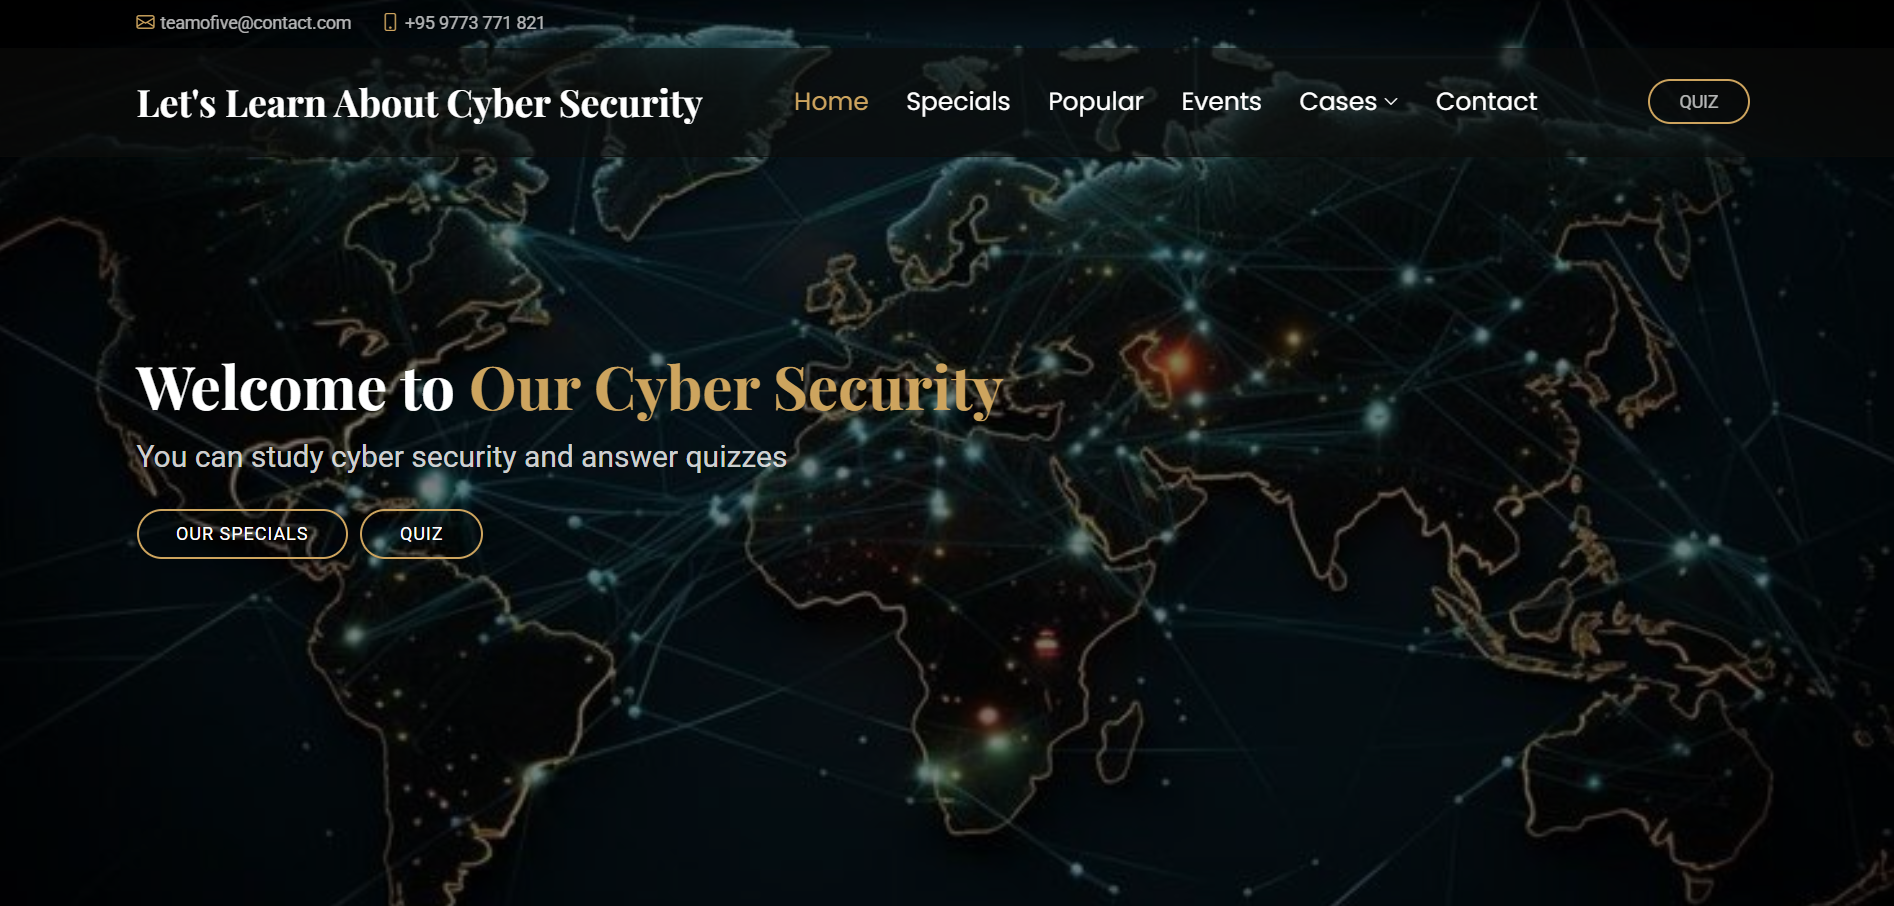 teamofive@contact.com +95 9773 771 821
Let's Learn About Cyber Security Home Specials Popular Events Cases Contact QUIZ
Welcome to Our Cyber Security
You can study cyber security and answer quizzes
OUR SPECIALS QUIZ